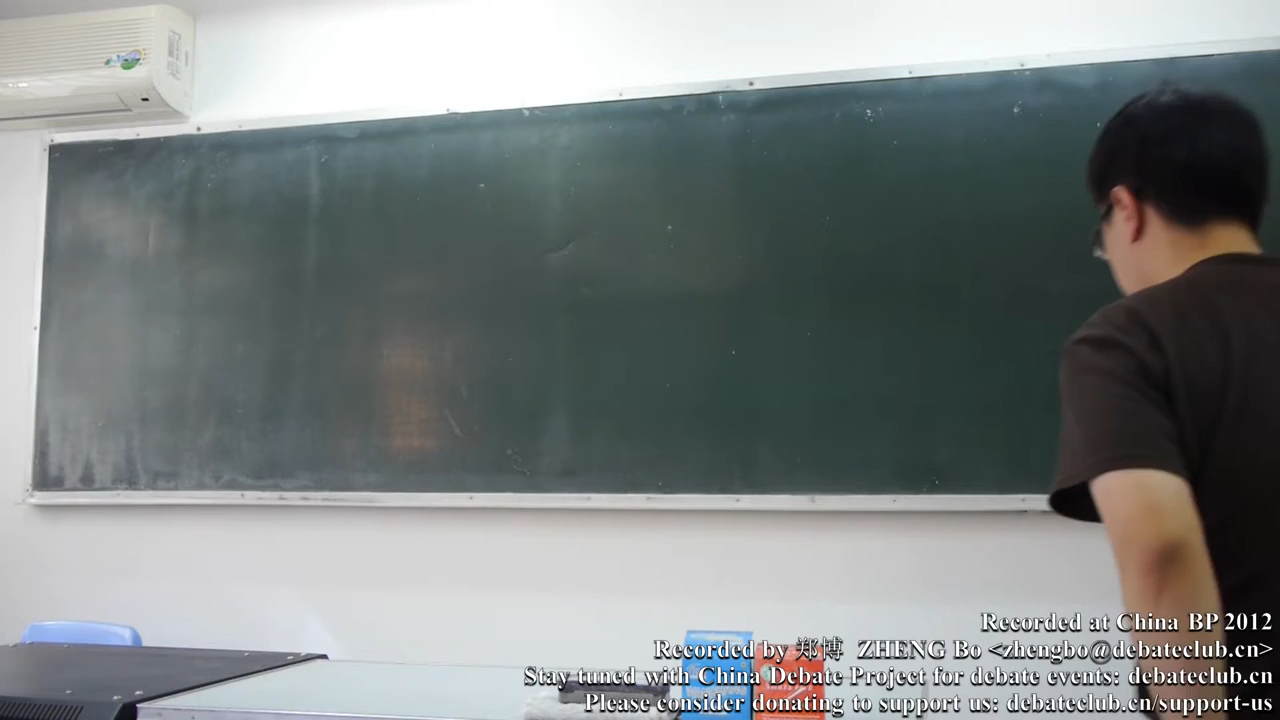 Recorded at China BP 2012
Recorded by 郑博 ZHENG Bo <zhengbo@debateclub.cn>
Stay tuned with China Debate Project for debate events: debateclub.cn
Please consider donating to support us: debateclub.cn/support-us